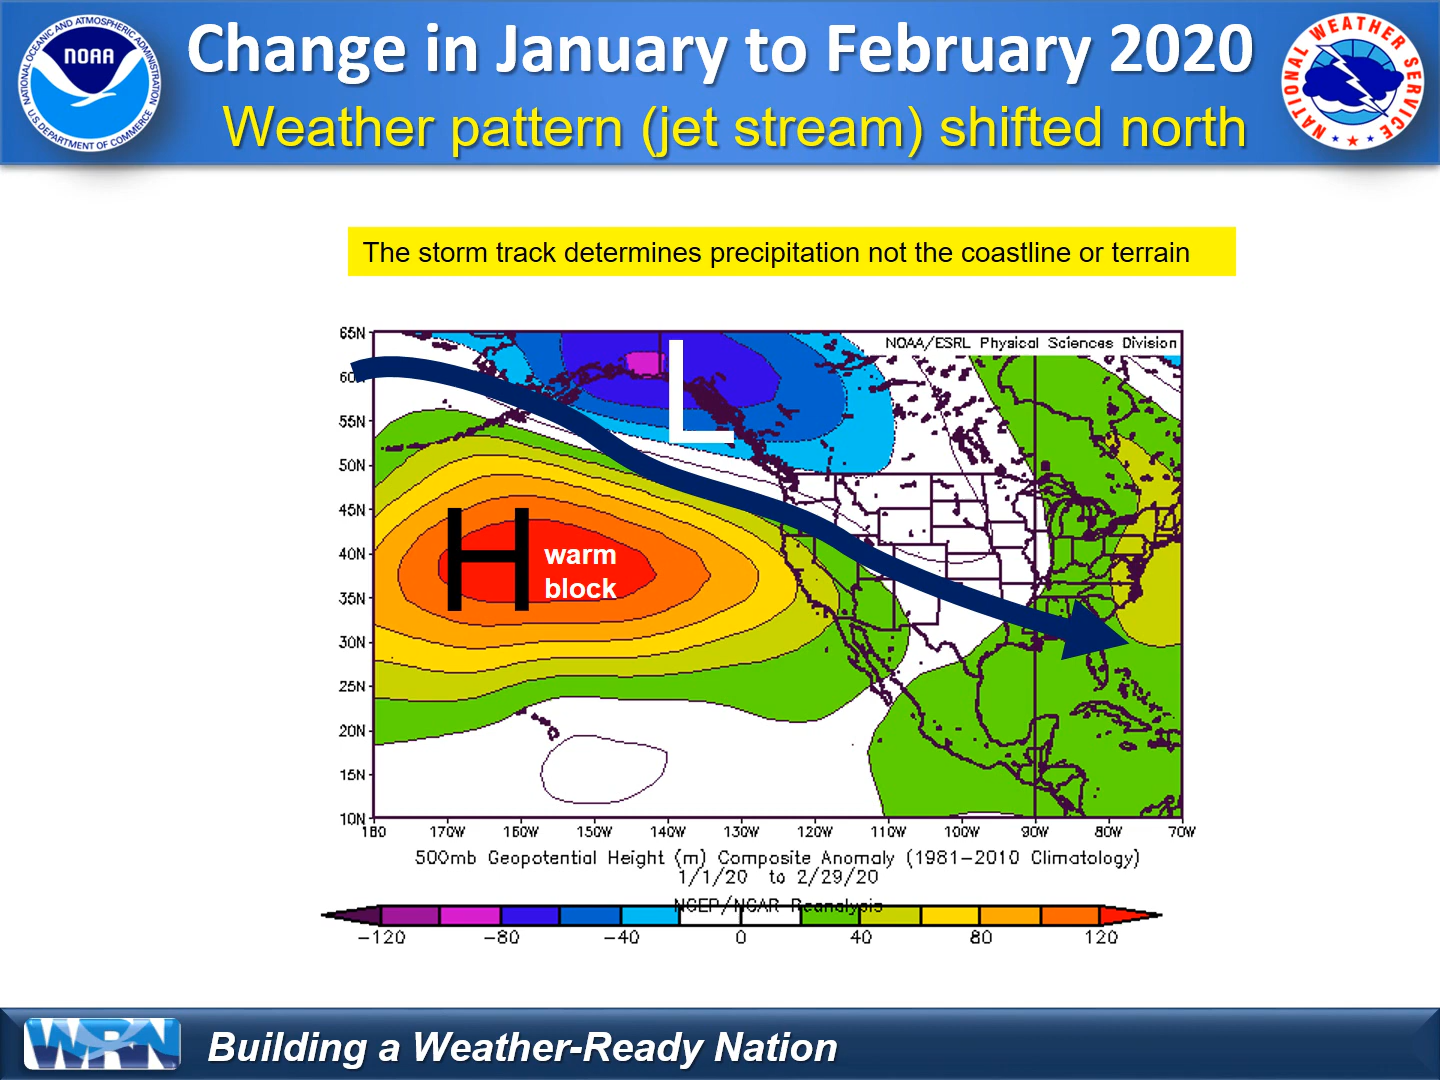 NATIONAL OCEANIC AND ATMOSPHERIC ADMINISTRATION
NOAA
U.S. DEPARTMENT OF COMMERCE
Change in January to February 2020
Weather pattern (jet stream) shifted north
NATIONAL WEATHER SERVICE
The storm track determines precipitation not the coastline or terrain
NOAA/ESRL Physical Sciences Division
65N
60N
55N
50N
45N
40N
35N
30N
25N
20N
15N
10N
L
H
warm
block
180 170W 160W 150W 140W 130W 120W 110W 100W 90W 80W 70W
500mb Geopotential Height (m) Composite Anomaly (1981-2010 Climatology)
1/1/20 to 2/29/20
NCEP/NCAR Reanalysis
-120 -80 -40 0 40 80 120
WRN
Building a Weather-Ready Nation